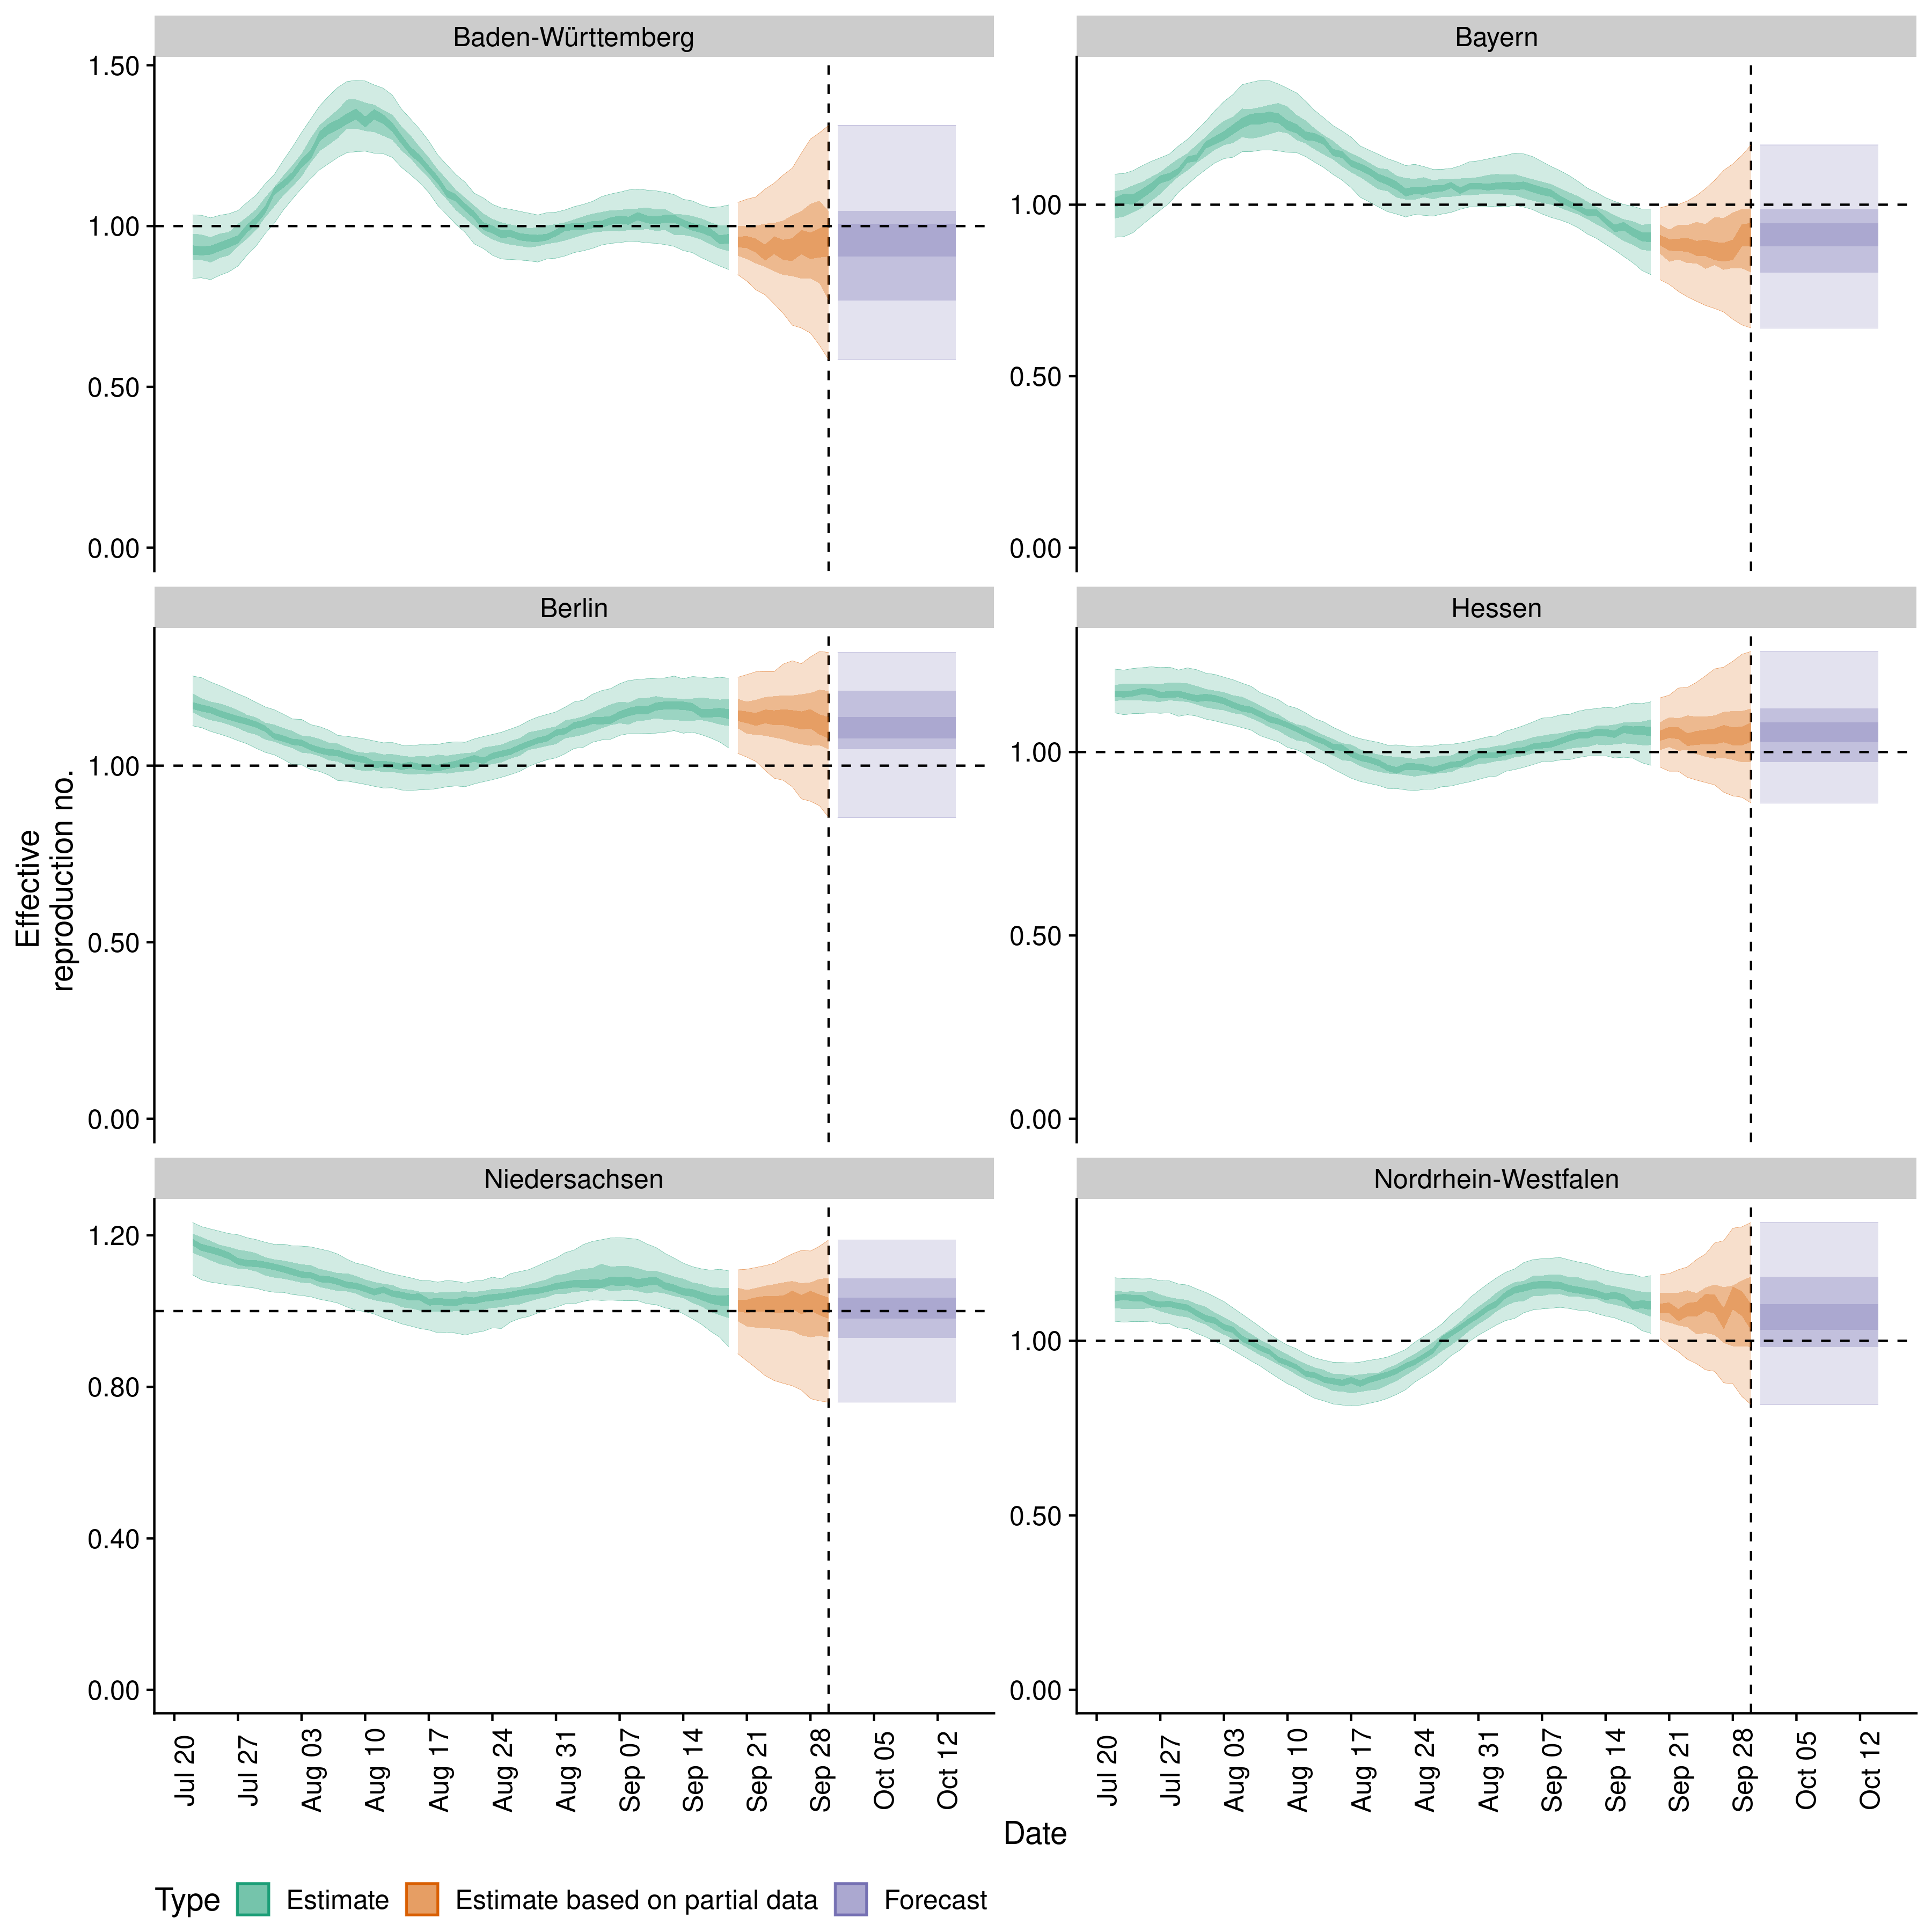 Baden-Württemberg
Bayern
1.50
1.00
0.50
0.00
1.00
0.50
0.00
Berlin
Hessen
1.00
0.50
0.00
1.00
0.50
0.00
Effective
reproduction no.
Niedersachsen
Nordrhein-Westfalen
1.20
0.80
0.40
0.00
1.00
0.50
0.00
Jul 20
Jul 27
Aug 03
Aug 10
Aug 17
Aug 24
Aug 31
Sep 07
Sep 14
Sep 21
Sep 28
Oct 05
Oct 12
Jul 20
Jul 27
Aug 03
Aug 10
Aug 17
Aug 24
Aug 31
Sep 07
Sep 14
Sep 21
Sep 28
Oct 05
Oct 12
Date
Type Estimate Estimate based on partial data Forecast